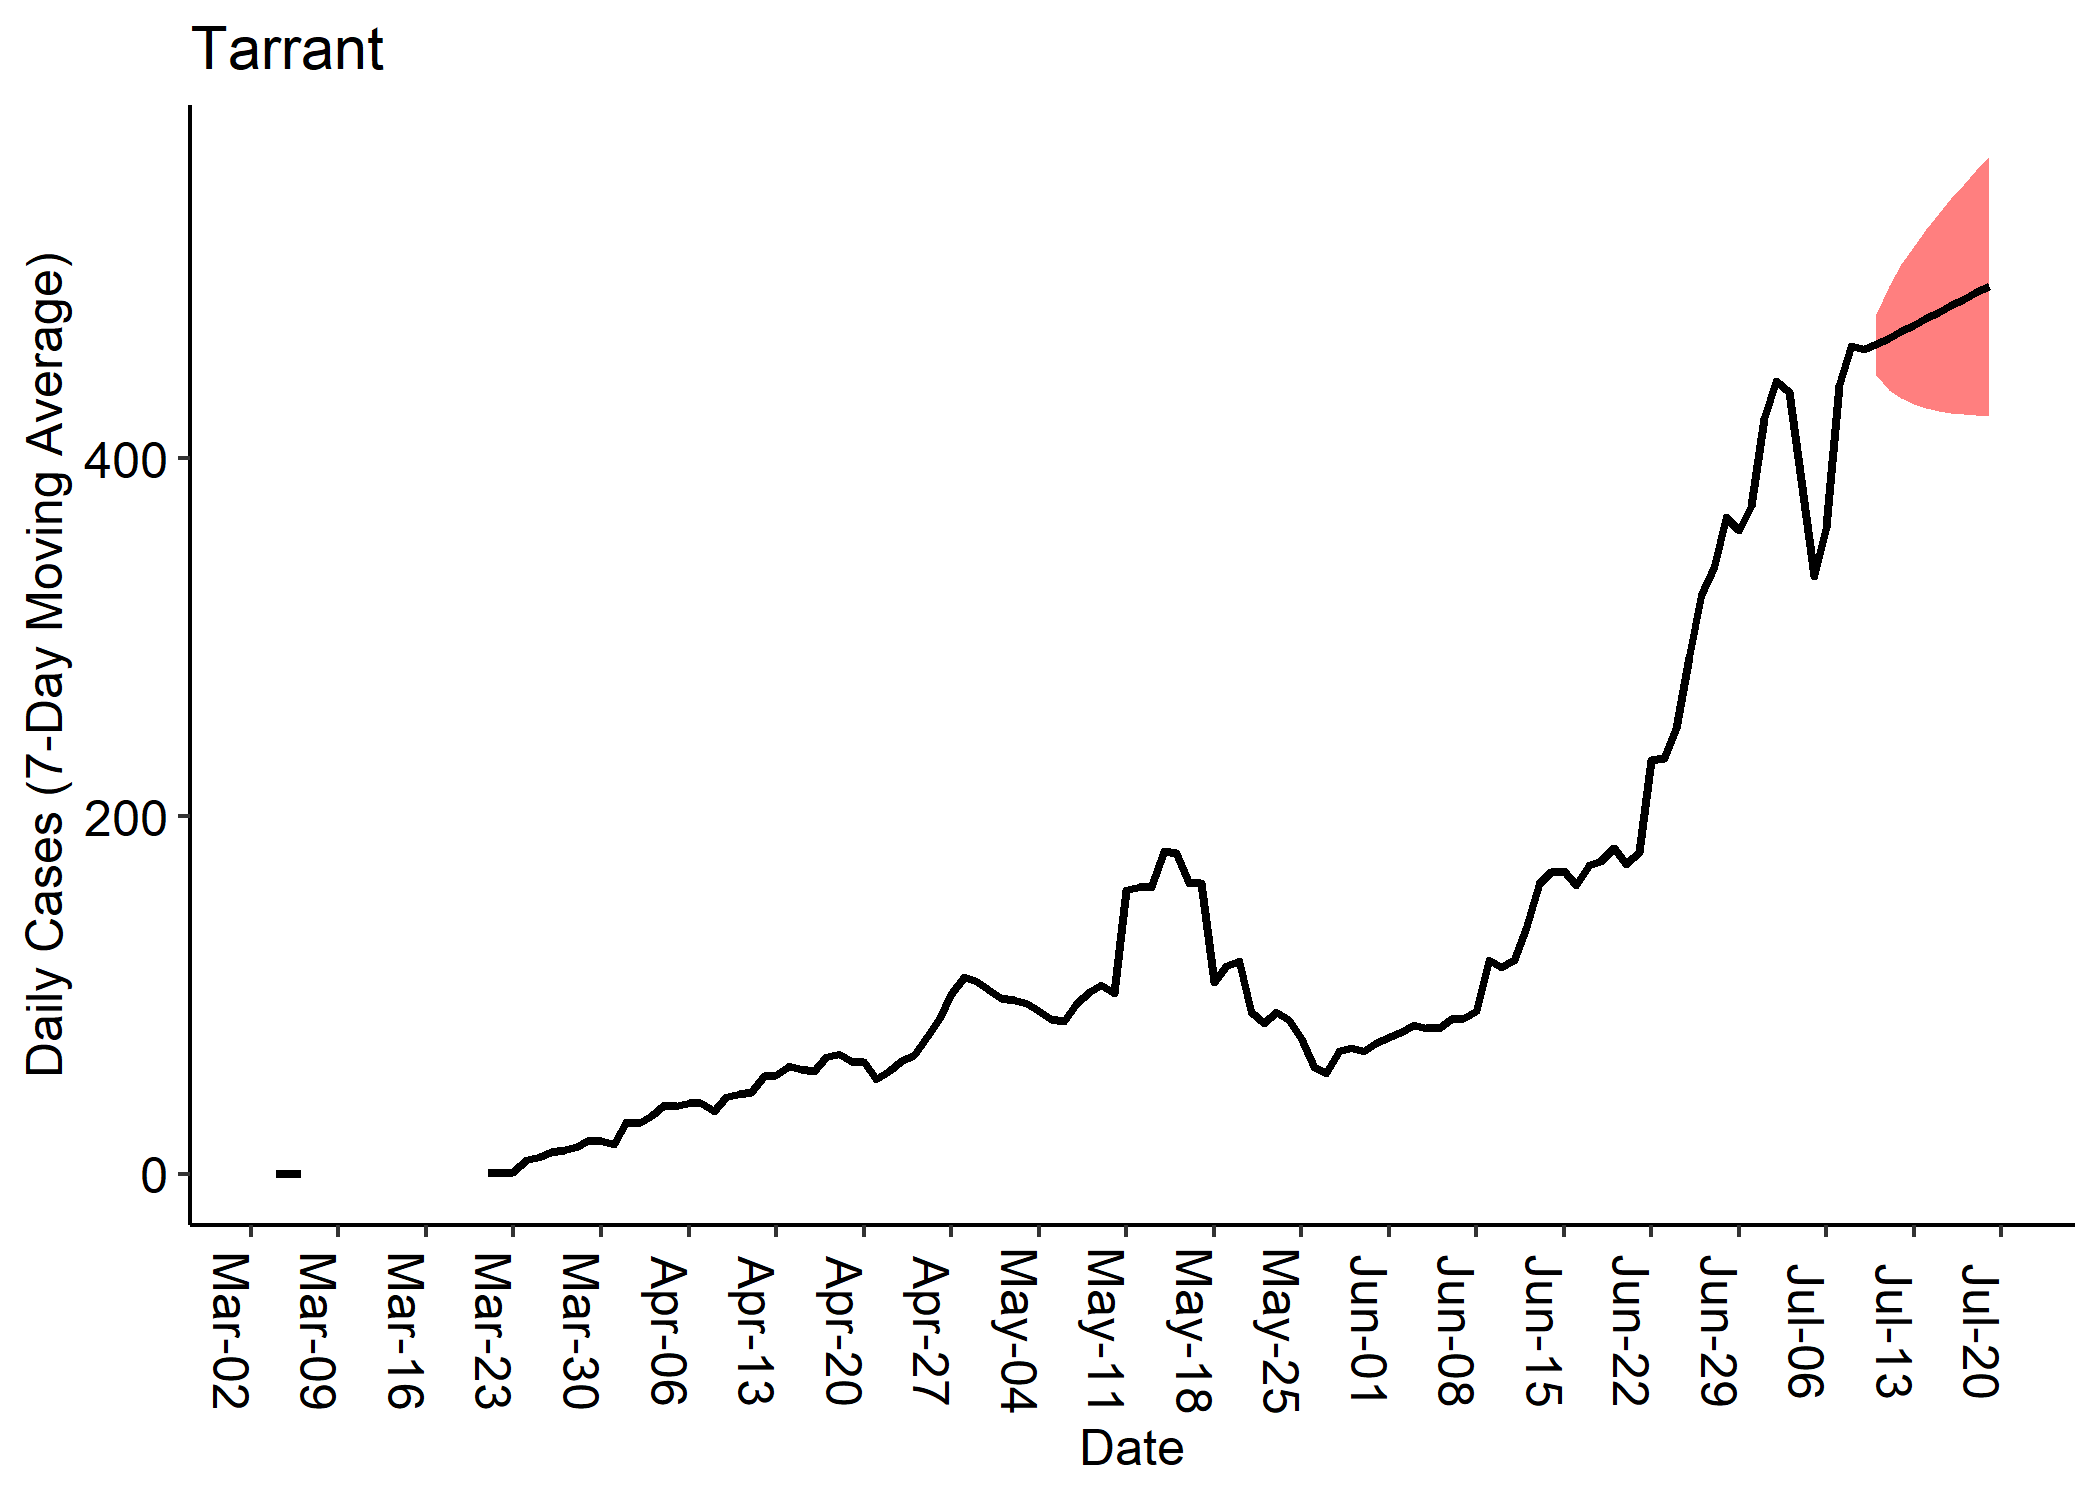 Tarrant
Daily Cases (7-Day Moving Average)
400
200
0
Mar-02
Mar-09
Mar-16
Mar-23
Mar-30
Apr-06
Apr-13
Apr-20
Apr-27
May-04
May-11
May-18
May-25
Jun-01
Jun-08
Jun-15
Jun-22
Jun-29
Jul-06
Jul-13
Jul-20
Date